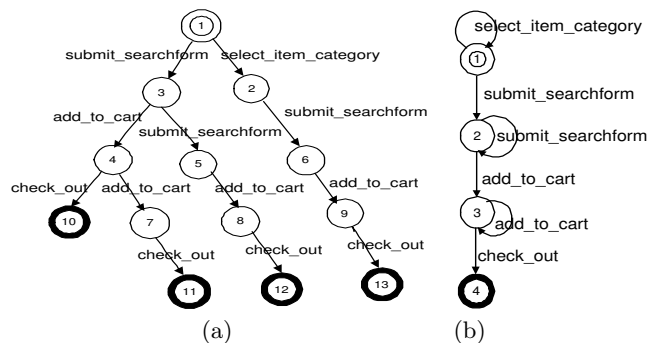 1
submit_searchform select_item_category
3 2
add_to_cart submit_searchform submit_searchform
4 5 6
check_out add_to_cart add_to_cart add_to_cart
10 7 8 9
check_out check_out check_out
11 12 13
(a)
select_item_category
1
submit_searchform
2 submit_searchform
add_to_cart
3 add_to_cart
check_out
4
(b)